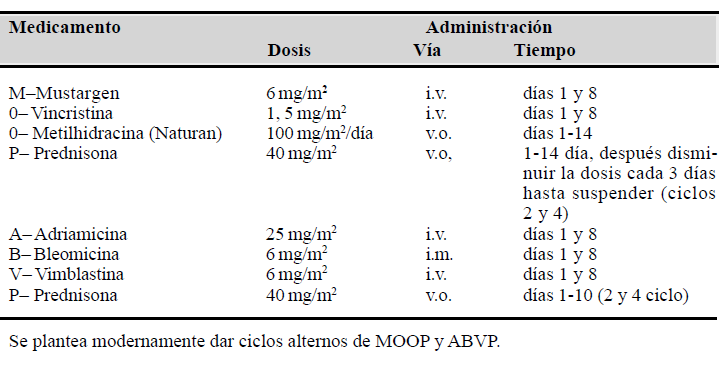 Medicamento Administración
Dosis Vía Tiempo
M–Mustargen 6 mg/m² i.v. días 1 y 8
0– Vincristina 1, 5 mg/m² i.v. días 1 y 8
0– Metilhidracina (Naturan) 100 mg/m²/día v.o. días 1-14
P– Prednisona 40 mg/m² v.o, 1-14 día, después dismi-
nuir la dosis cada 3 días
hasta suspender (ciclos
2 y 4)
A– Adriamicina 25 mg/m² i.v. días 1 y 8
B– Bleomicina 6 mg/m² i.m. días 1 y 8
V– Vimblastina 6 mg/m² i.v. días 1 y 8
P– Prednisona 40 mg/m² v.o. días 1-10 (2 y 4 ciclo)
Se plantea modernamente dar ciclos alternos de MOOP y ABVP.